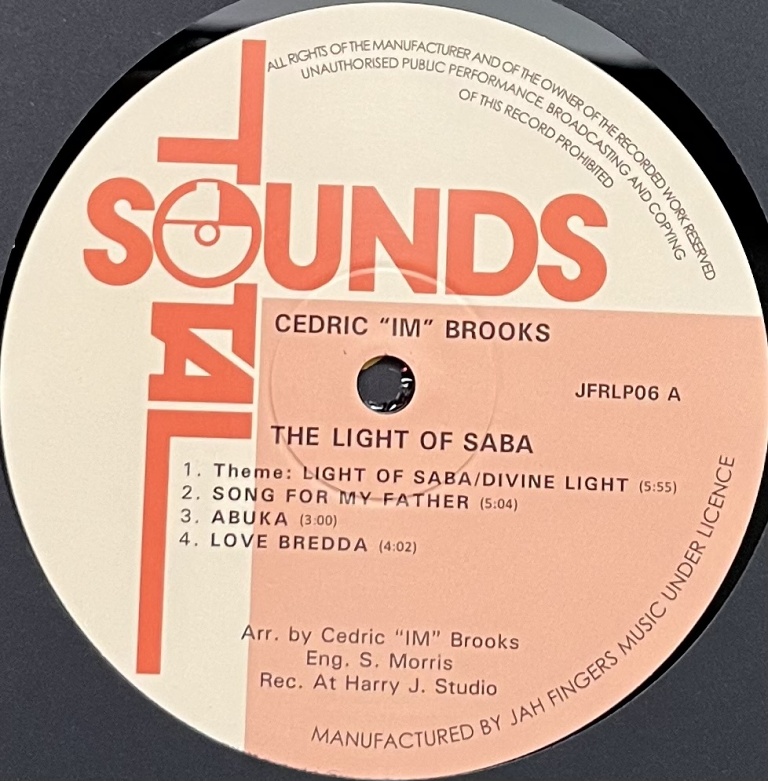 ALL RIGHTS OF THE MANUFACTURER AND OF THE OWNER OF THE RECORDED WORK RESERVED
UNAUTHORISED PUBLIC PERFORMANCE. BROADCASTING AND COPYING
OF THIS RECORD PROHIBITED
TOTAL
SOUNDS
CEDRIC “IM” BROOKS
JFRLP06 A
THE LIGHT OF SABA
1. Theme: LIGHT OF SABA/DIVINE LIGHT (5:55)
2. SONG FOR MY FATHER (5:04)
3. ABUKA (3:00)
4. LOVE BREDDA (4:02)
Arr. by Cedric “IM” Brooks
Eng. S. Morris
Rec. At Harry J. Studio
MANUFACTURED BY JAH FINGERS MUSIC UNDER LICENCE